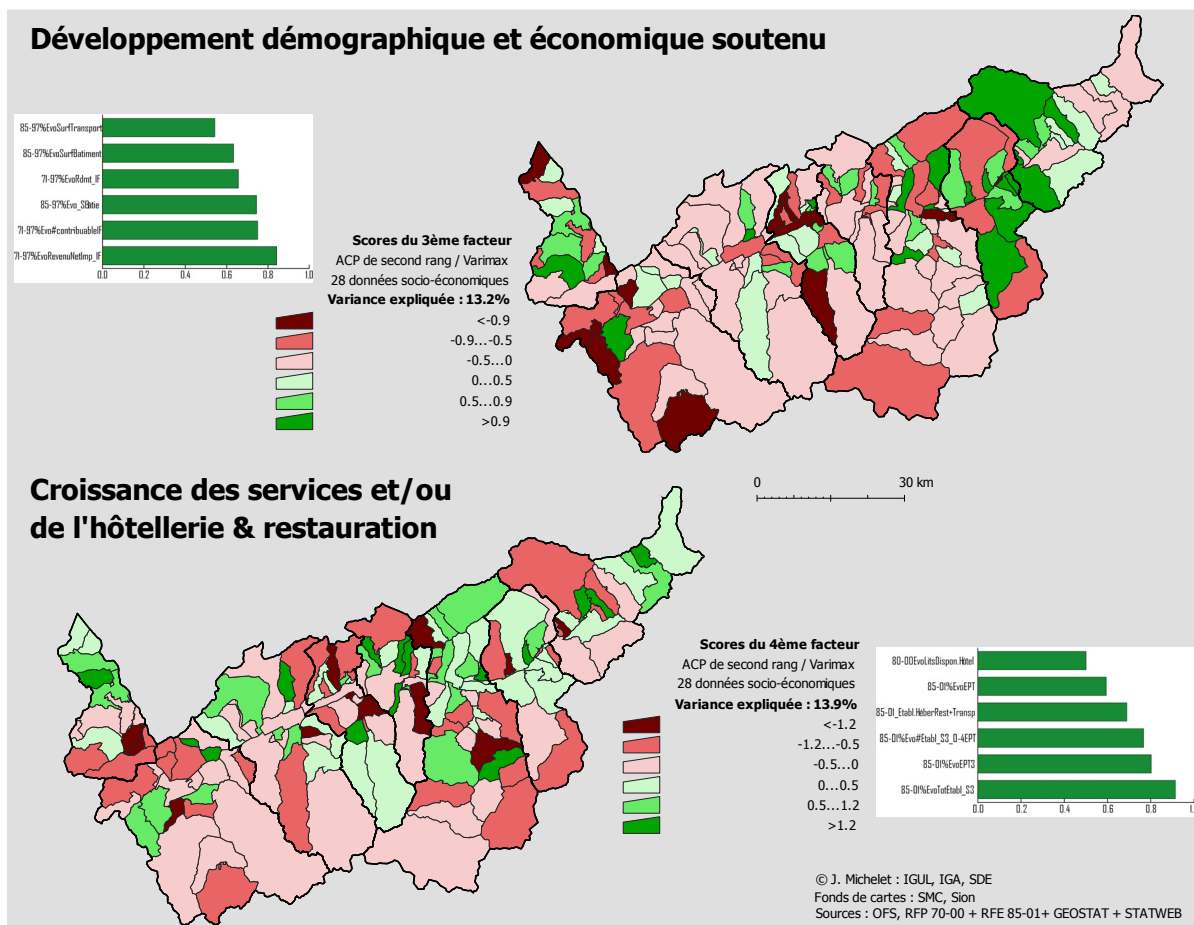 Développement démographique et économique soutenu
85-97%EvoSurfTransport
85-97%EvoSurfBatiment
71-97%EvoRdmt_IF
85-97%Evo_SBatie
71-97%Evo#contribuableIF
71-97%EvoRevenuNetImp_IF
0.0 0.2 0.4 0.6 0.8 1.0
Scores du 3ème facteur
ACP de second rang / Varimax
28 données socio-économiques
Variance expliquée : 13.2%
<-0.9
-0.9...-0.5
-0.5...0
0...0.5
0.5...0.9
>0.9
Croissance des services et/ou
de l'hôtellerie & restauration
0 30 km
Scores du 4ème facteur
ACP de second rang / Varimax
28 données socio-économiques
Variance expliquée : 13.9%
<-1.2
-1.2...-0.5
-0.5...0
0...0.5
0.5...1.2
>1.2
80-00EvoLitsDispon.Hotel
85-01%EvoEPT
85-01_Etabl.HéberRest+Transp
85-01%Evo#Etabl_S3_0-4EPT
85-01%EvoEPT3
85-01%EvoTotEtabl_S3
0.0 0.2 0.4 0.6 0.8
© J. Michelet : IGUL, IGA, SDE
Fonds de cartes : SMC, Sion
Sources : OFS, RFP 70-00 + RFE 85-01+ GEOSTAT + STATWEB